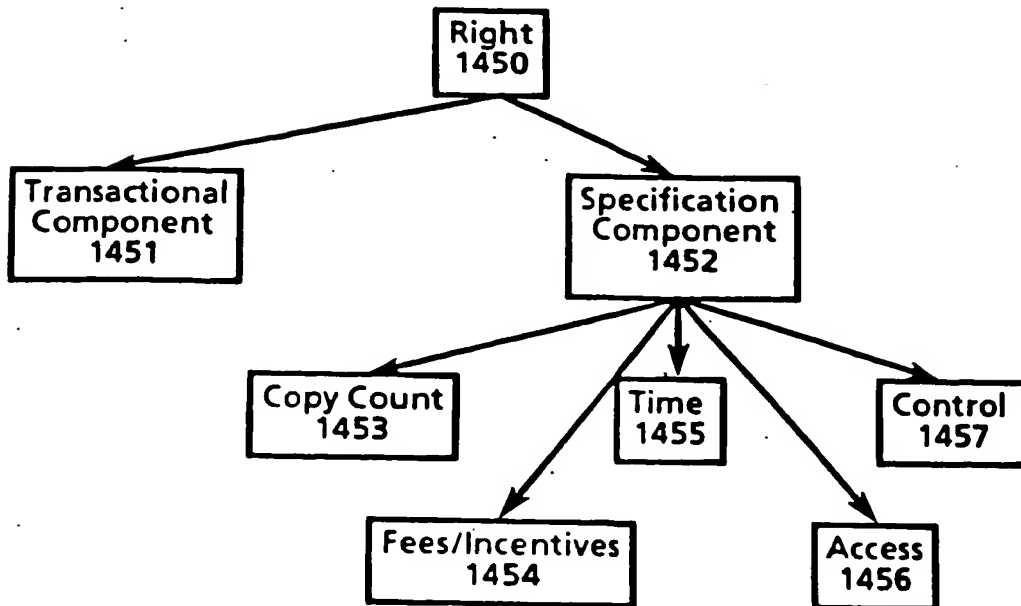 Right
1450
Transactional
Component
1451
Specification
Component
1452
Copy Count
1453
Time
1455
Control
1457
Fees/Incentives
1454
Access
1456